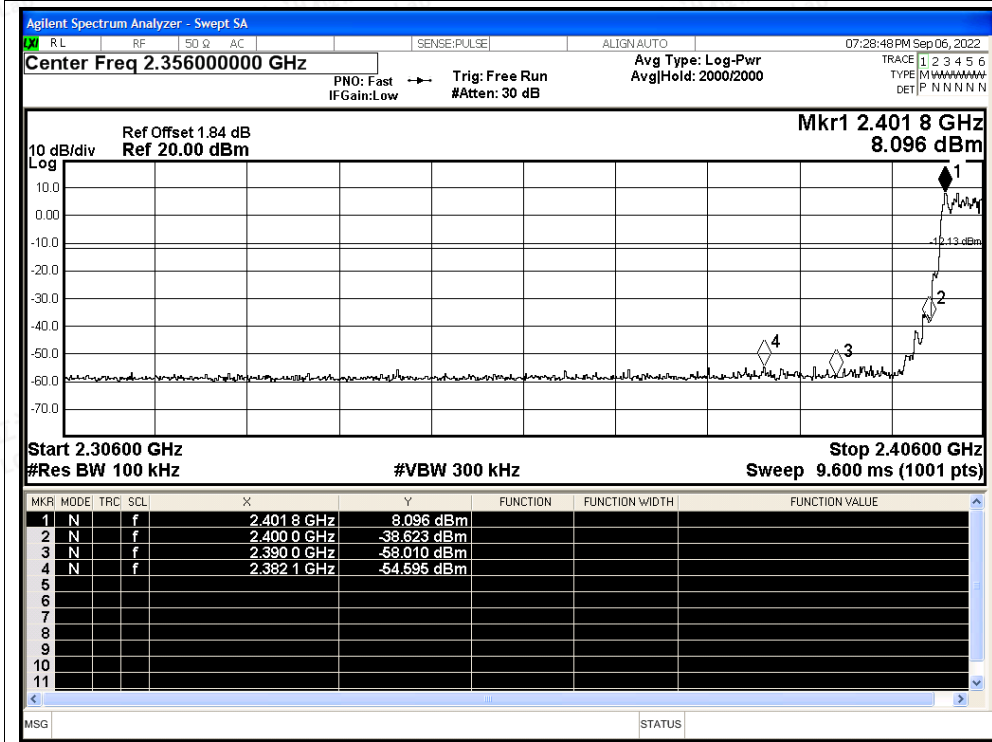 Agilent Spectrum Analyzer - Swept SA
LXI RL RF 50 Ω AC SENSE:PULSE ALIGN AUTO 07:28:48 PM Sep 06, 2022
Center Freq 2.356000000 GHz
PNO: Fast
IFGain:Low
Trig: Free Run
#Atten: 30 dB
Avg Type: Log-Pwr
Avg|Hold: 2000/2000
TRACE 1 2 3 4 5 6
TYPE M
DET P N N N N N
Ref Offset 1.84 dB
10 dB/div Ref 20.00 dBm
Log
Mkr1 2.401 8 GHz
8.096 dBm
10.0
0.00
-10.0
-20.0
-30.0
-40.0
-50.0
-60.0
-70.0
1
-12.13 dBm
2
4
3
Start 2.30600 GHz Stop 2.40600 GHz
#Res BW 100 kHz #VBW 300 kHz Sweep 9.600 ms (1001 pts)
MKR MODE TRC SCL X Y FUNCTION FUNCTION WIDTH FUNCTION VALUE
1 N f 2.401 8 GHz 8.096 dBm
2 N f 2.400 0 GHz -38.623 dBm
3 N f 2.390 0 GHz -58.010 dBm
4 N f 2.382 1 GHz -54.595 dBm
5
6
7
8
9
10
11
MSG STATUS